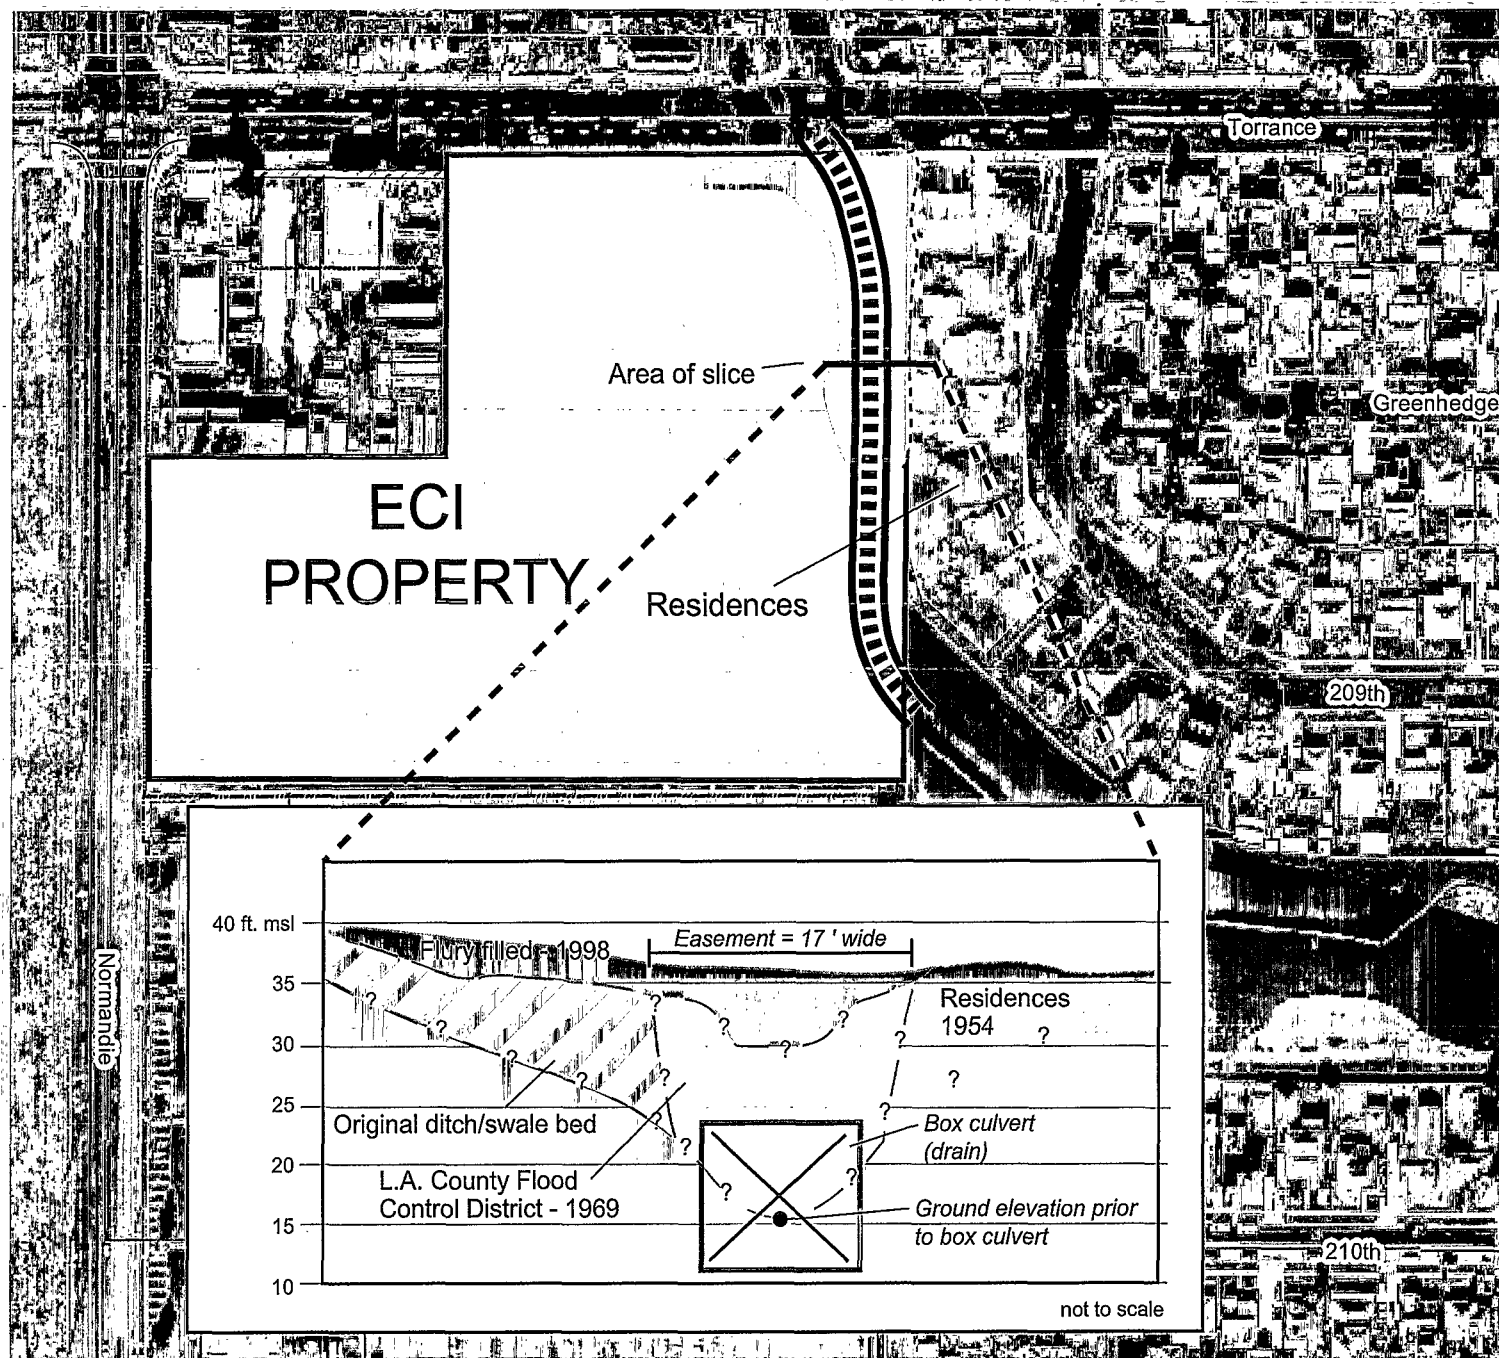 Torrance
Area of slice
Greenhedge
ECI
PROPERTY
Residences
209th
40 ft. msl
Flury filled - 1998
Easement = 17 ' wide
35
?
?
Residences
1954
?
?
?
30
?
?
?
?
?
Normandie
?
?
?
25
?
Original ditch/swale bed
?
Box culvert
(drain)
?
20
L.A. County Flood
Control District - 1969
?
?
Ground elevation prior
to box culvert
15
210th
10
not to scale